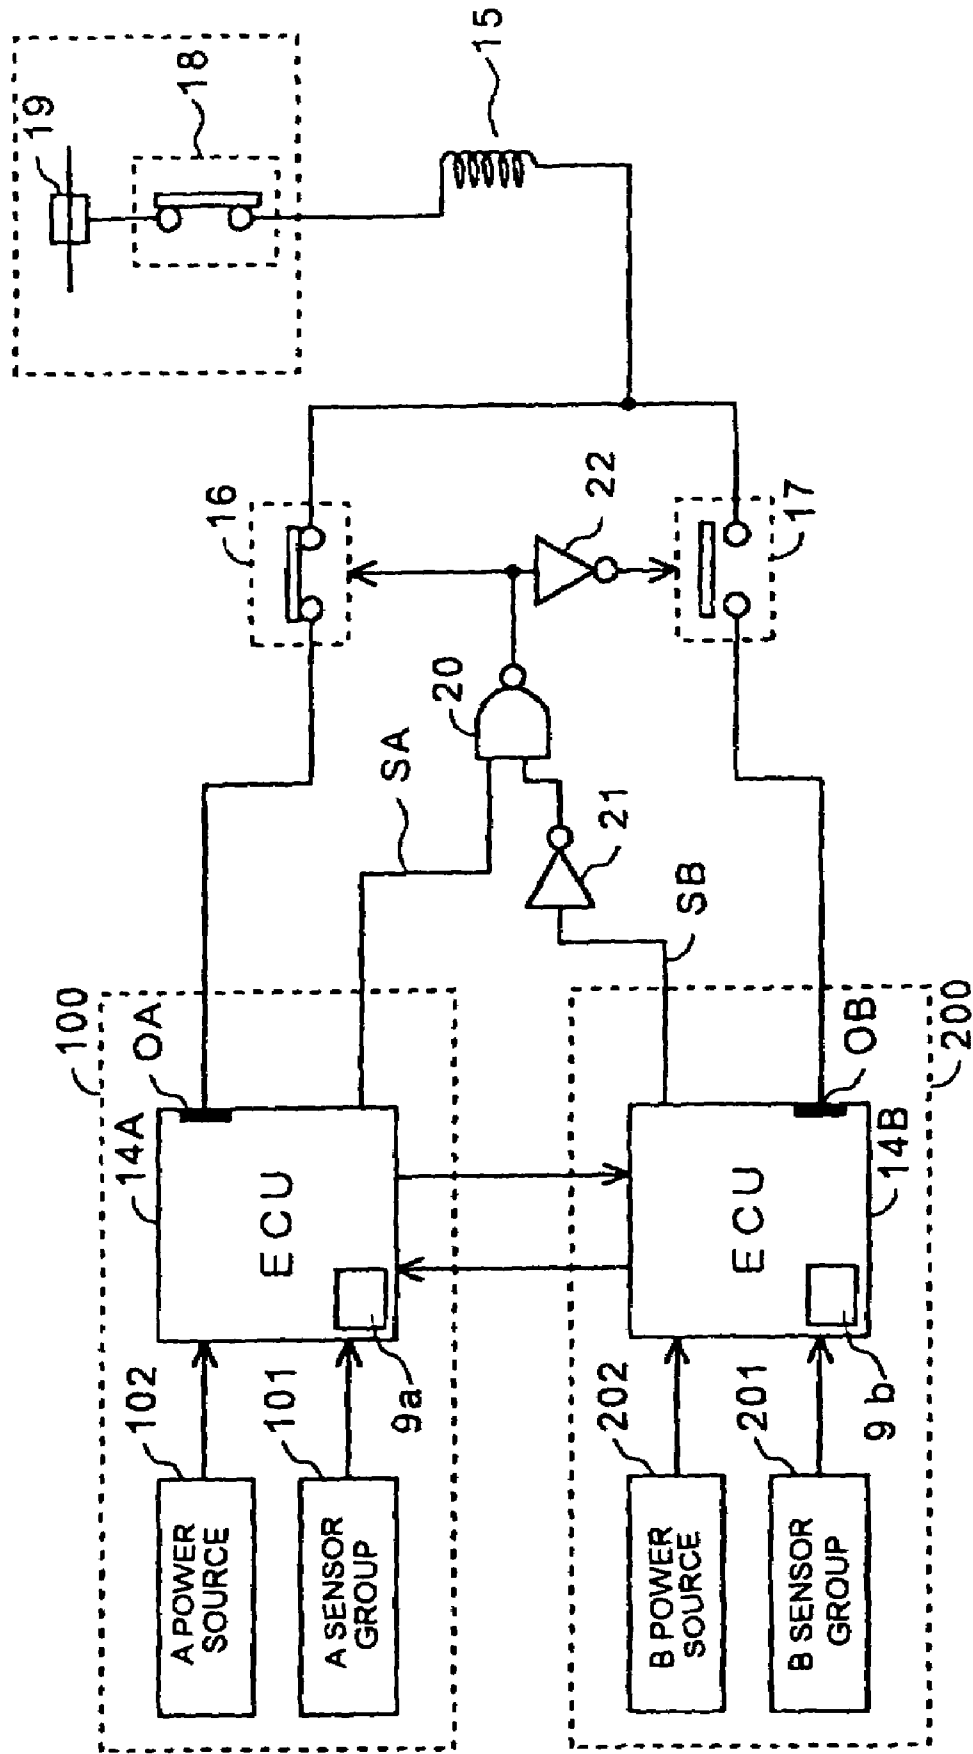 100
A POWER
SOURCE
102
A SENSOR
GROUP
101
14A
ECU
9a
OA
SA
16
18
19
15
20
21
22
SB
17
200
B POWER
SOURCE
202
B SENSOR
GROUP
201
ECU
9b
14B
OB